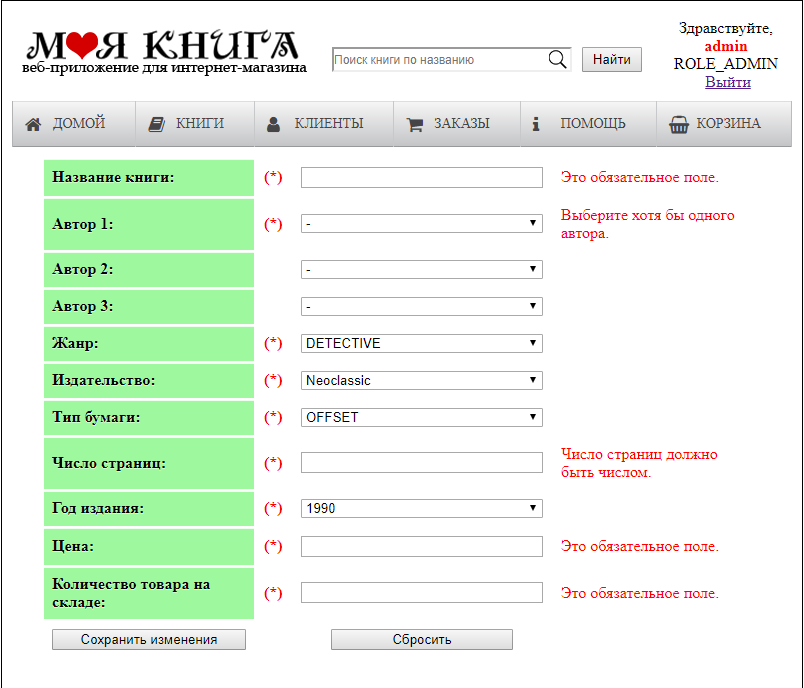 МОЯ КНИГА
веб-приложение для интернет-магазина
Поиск книги по названию
Найти
Здравствуйте,
admin
ROLE_ADMIN
Выйти
ДОМОЙ КНИГИ КЛИЕНТЫ ЗАКАЗЫ ПОМОЩЬ КОРЗИНА
Название книги: (*) Это обязательное поле.
Автор 1: (*) - Выберите хотя бы одного
автора.
Автор 2: -
Автор 3: -
Жанр: (*) DETECTIVE
Издательство: (*) Neoclassic
Тип бумаги: (*) OFFSET
Число страниц: (*) Число страниц должно
быть числом.
Год издания: (*) 1990
Цена: (*) Это обязательное поле.
Количество товара на
складе: (*) Это обязательное поле.
Сохранить изменения Сбросить